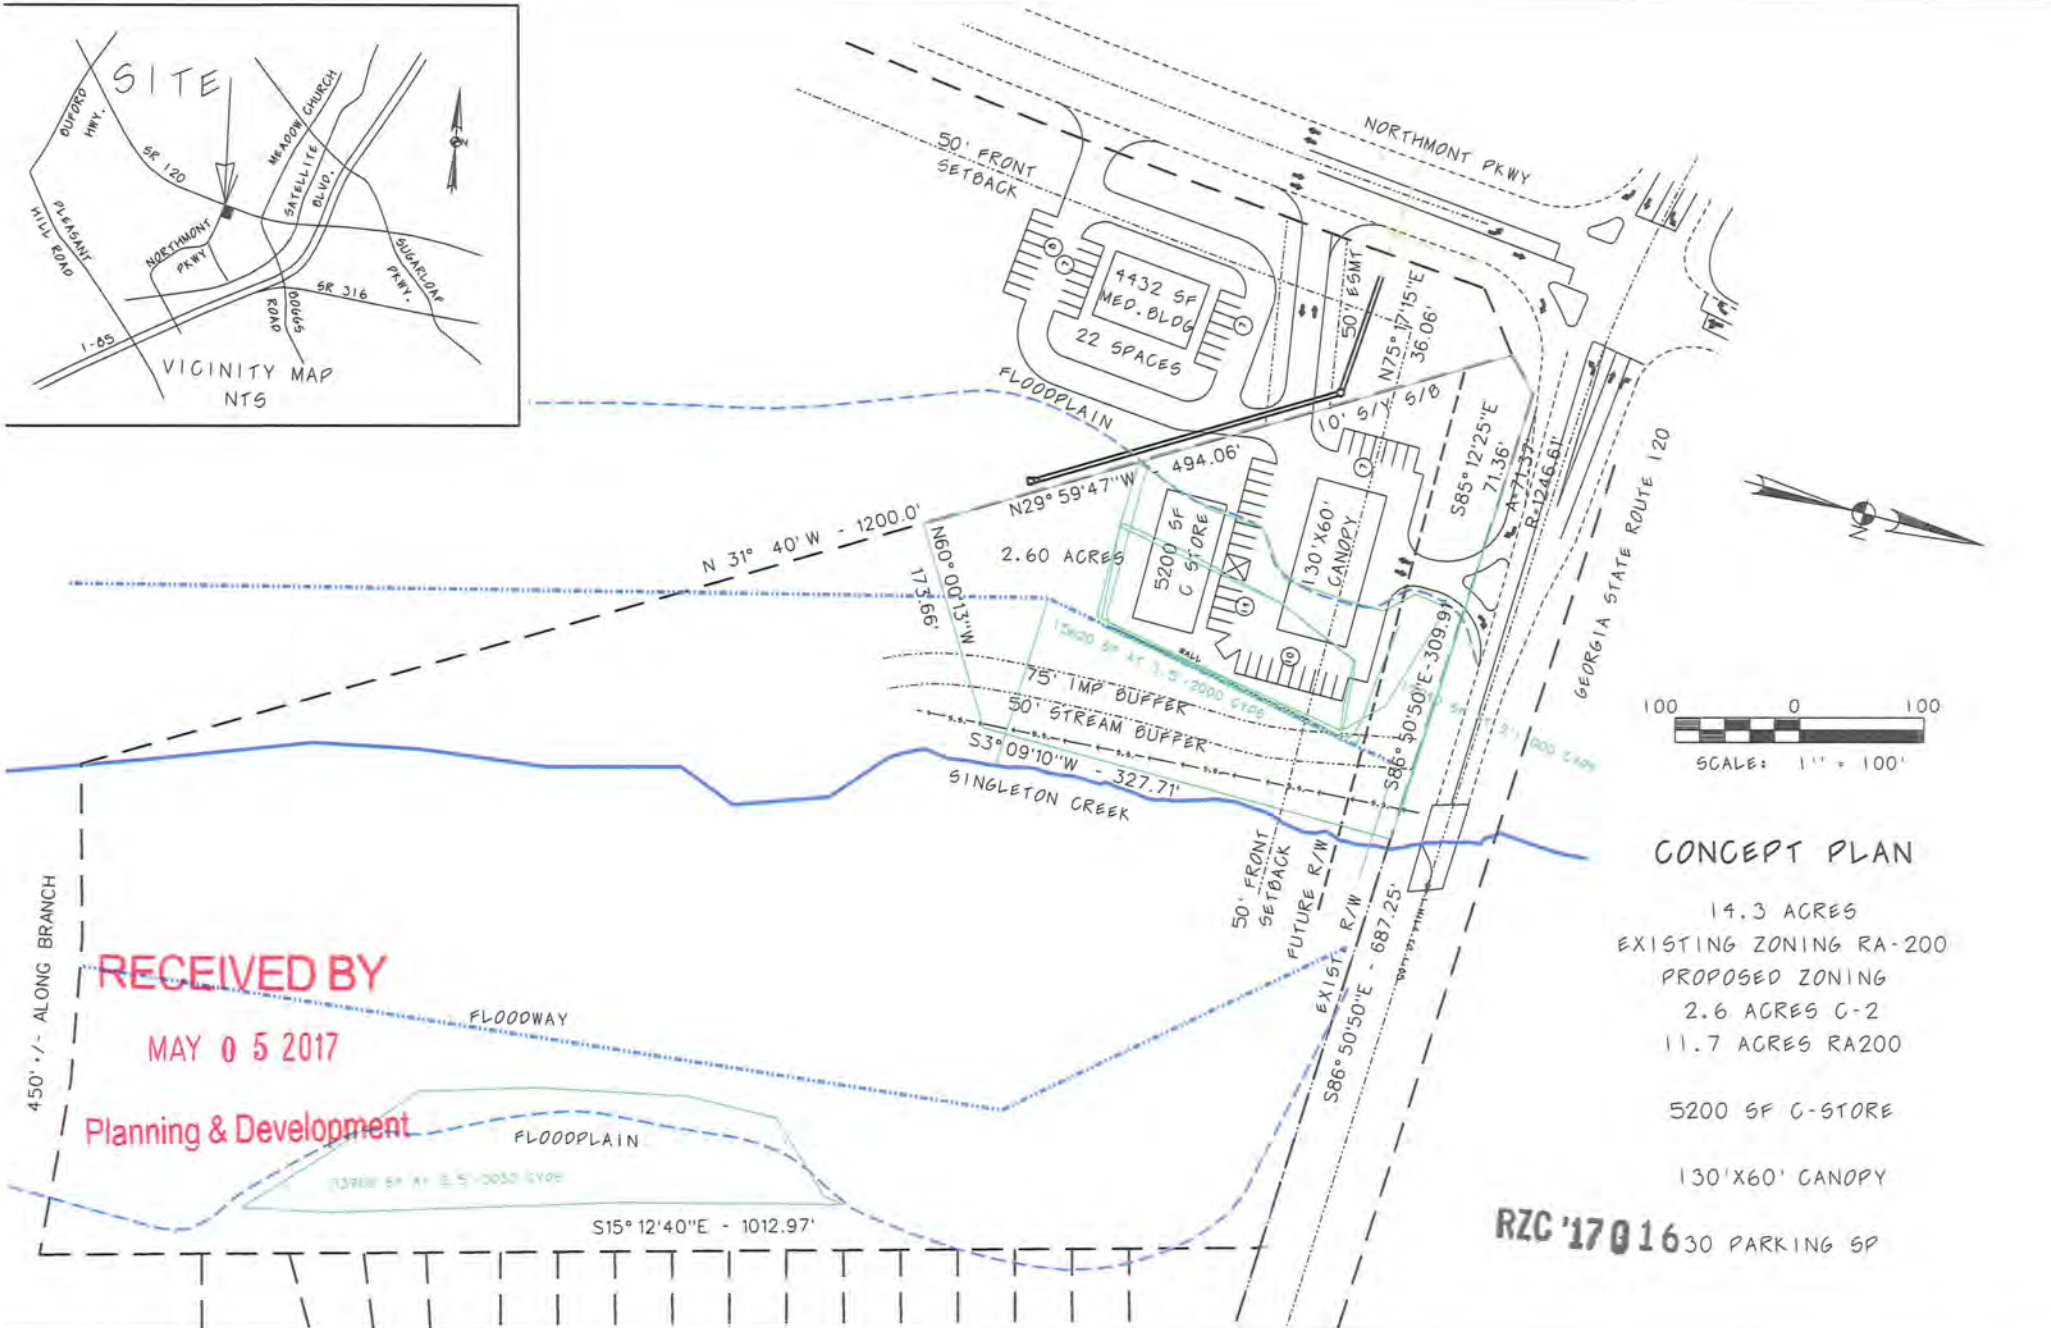 SITE
BUFORD
HWY.
SR 120
MEADOW CHURCH
SATELLITE
BLVD.
PLEASANT
HILL ROAD
NORTHMONT
PKWY
SUGARLOAF
PKWY.
SR 316
BOGGS
ROAD
I-85
VICINITY MAP
NTS
N
NORTHMONT PKWY
50' FRONT
SETBACK
4432 SF
MED. BLDG
22 SPACES
50' ESMT
N75°17'15"E
36.06'
10' S/Y S/B
FLOODPLAIN
S85°12'25"E
71.36'
A=71.37'
R=1246.61'
GEORGIA STATE ROUTE 120
N
N29°59'47"W - 494.06'
N 31° 40' W - 1200.0'
2.60 ACRES
N60°00'13"W
173.66'
5200 SF
C STORE
130'X60'
CANOPY
7
10
WALL
75' IMP BUFFER
50' STREAM BUFFER
S3°09'10"W - 327.71'
SINGLETON CREEK
S86°50'50"E - 309.91'
100 0 100
SCALE: 1" = 100'
50' FRONT
SETBACK
FUTURE R/W
EXIST R/W
S86°50'50"E - 687.25'
CONCEPT PLAN
14.3 ACRES
EXISTING ZONING RA-200
PROPOSED ZONING
2.6 ACRES C-2
11.7 ACRES RA200
5200 SF C-STORE
130'X60' CANOPY
30 PARKING SP
RZC '17 016
450' +/- ALONG BRANCH
RECEIVED BY
MAY 05 2017
Planning & Development
FLOODWAY
FLOODPLAIN
S15°12'40"E - 1012.97'